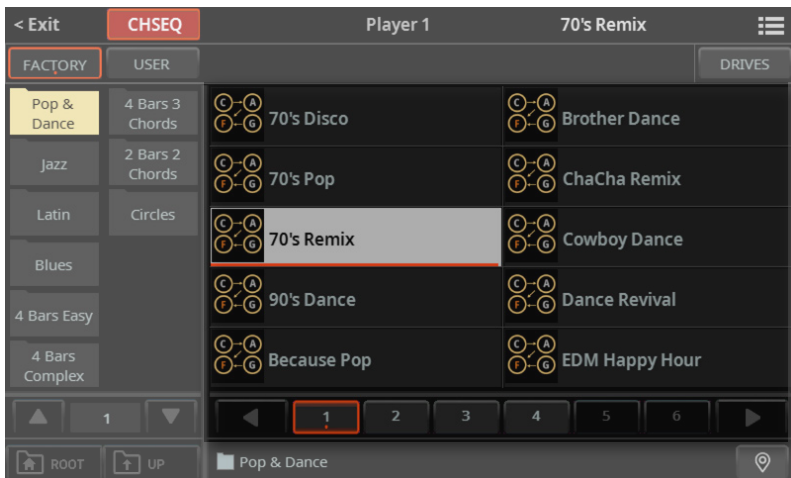 < Exit CHSEQ Player 1 70's Remix
FACTORY USER DRIVES
Pop &
Dance
4 Bars 3
Chords
Jazz
2 Bars 2
Chords
Latin
Circles
Blues
4 Bars Easy
4 Bars
Complex
C A
F G
70's Disco
C A
F G
Brother Dance
C A
F G
70's Pop
C A
F G
ChaCha Remix
C A
F G
70's Remix
C A
F G
Cowboy Dance
C A
F G
90's Dance
C A
F G
Dance Revival
C A
F G
Because Pop
C A
F G
EDM Happy Hour
1 1 2 3 4 5 6
ROOT UP Pop & Dance